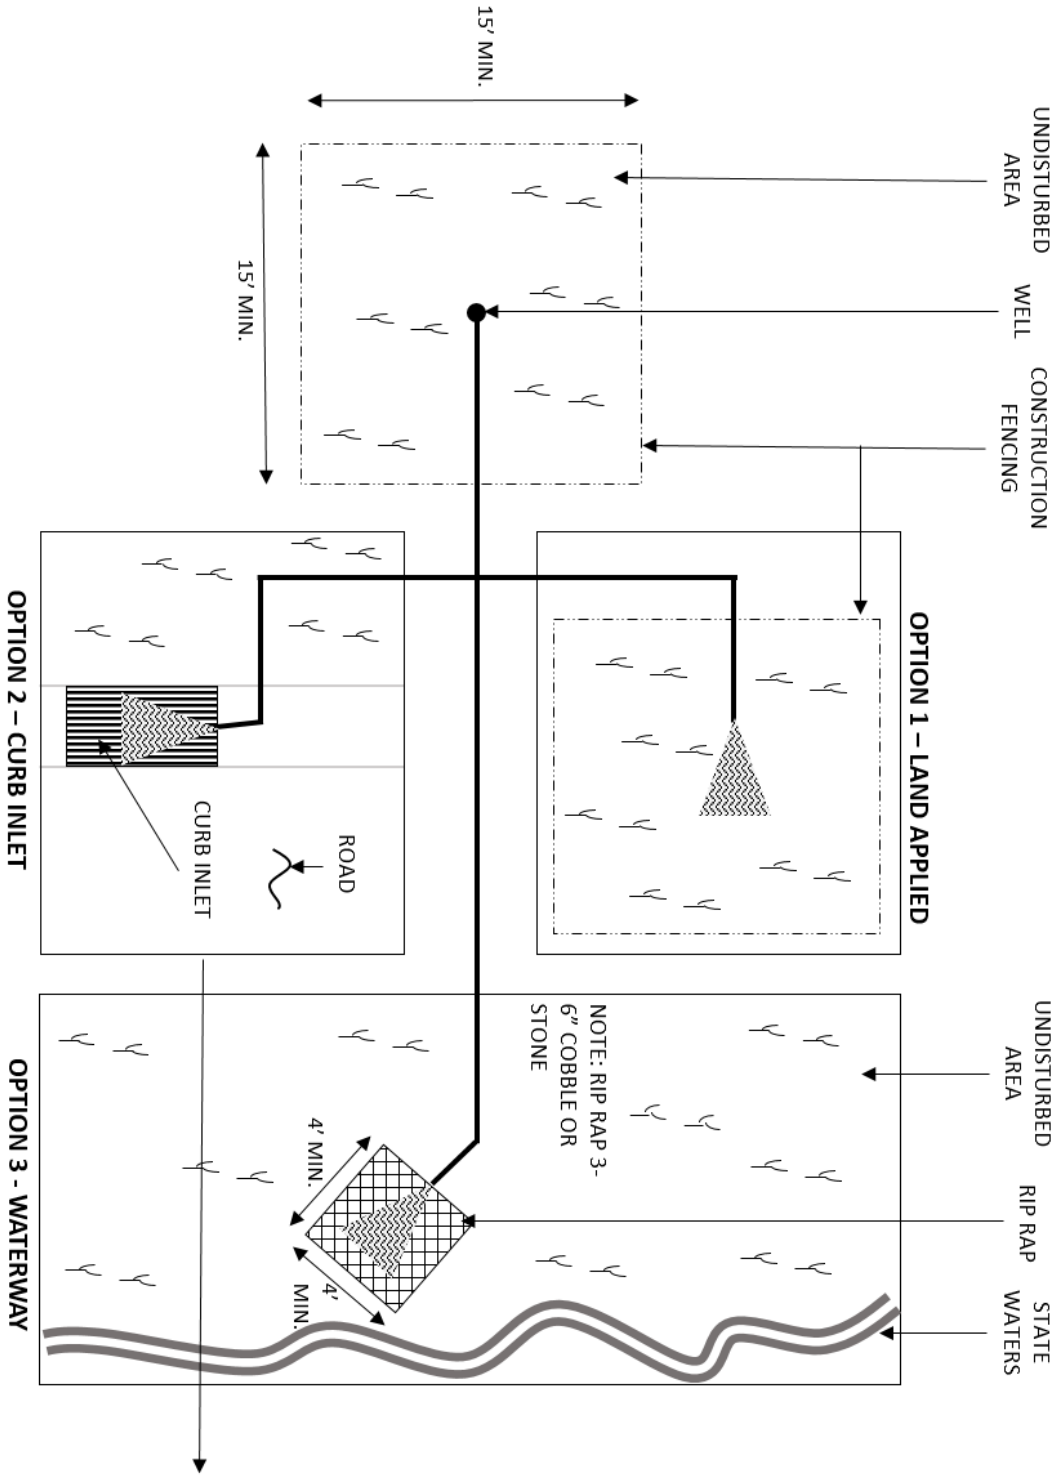 UNDISTURBED
AREA
WELL
CONSTRUCTION
FENCING
UNDISTURBED
AREA
RIP RAP
STATE
WATERS
15’ MIN.
15’ MIN.
OPTION 1 – LAND APPLIED
NOTE: RIP RAP 3-
6” COBBLE OR
STONE
ROAD
CURB INLET
4’ MIN.
4’
MIN.
OPTION 2 – CURB INLET
OPTION 3 - WATERWAY